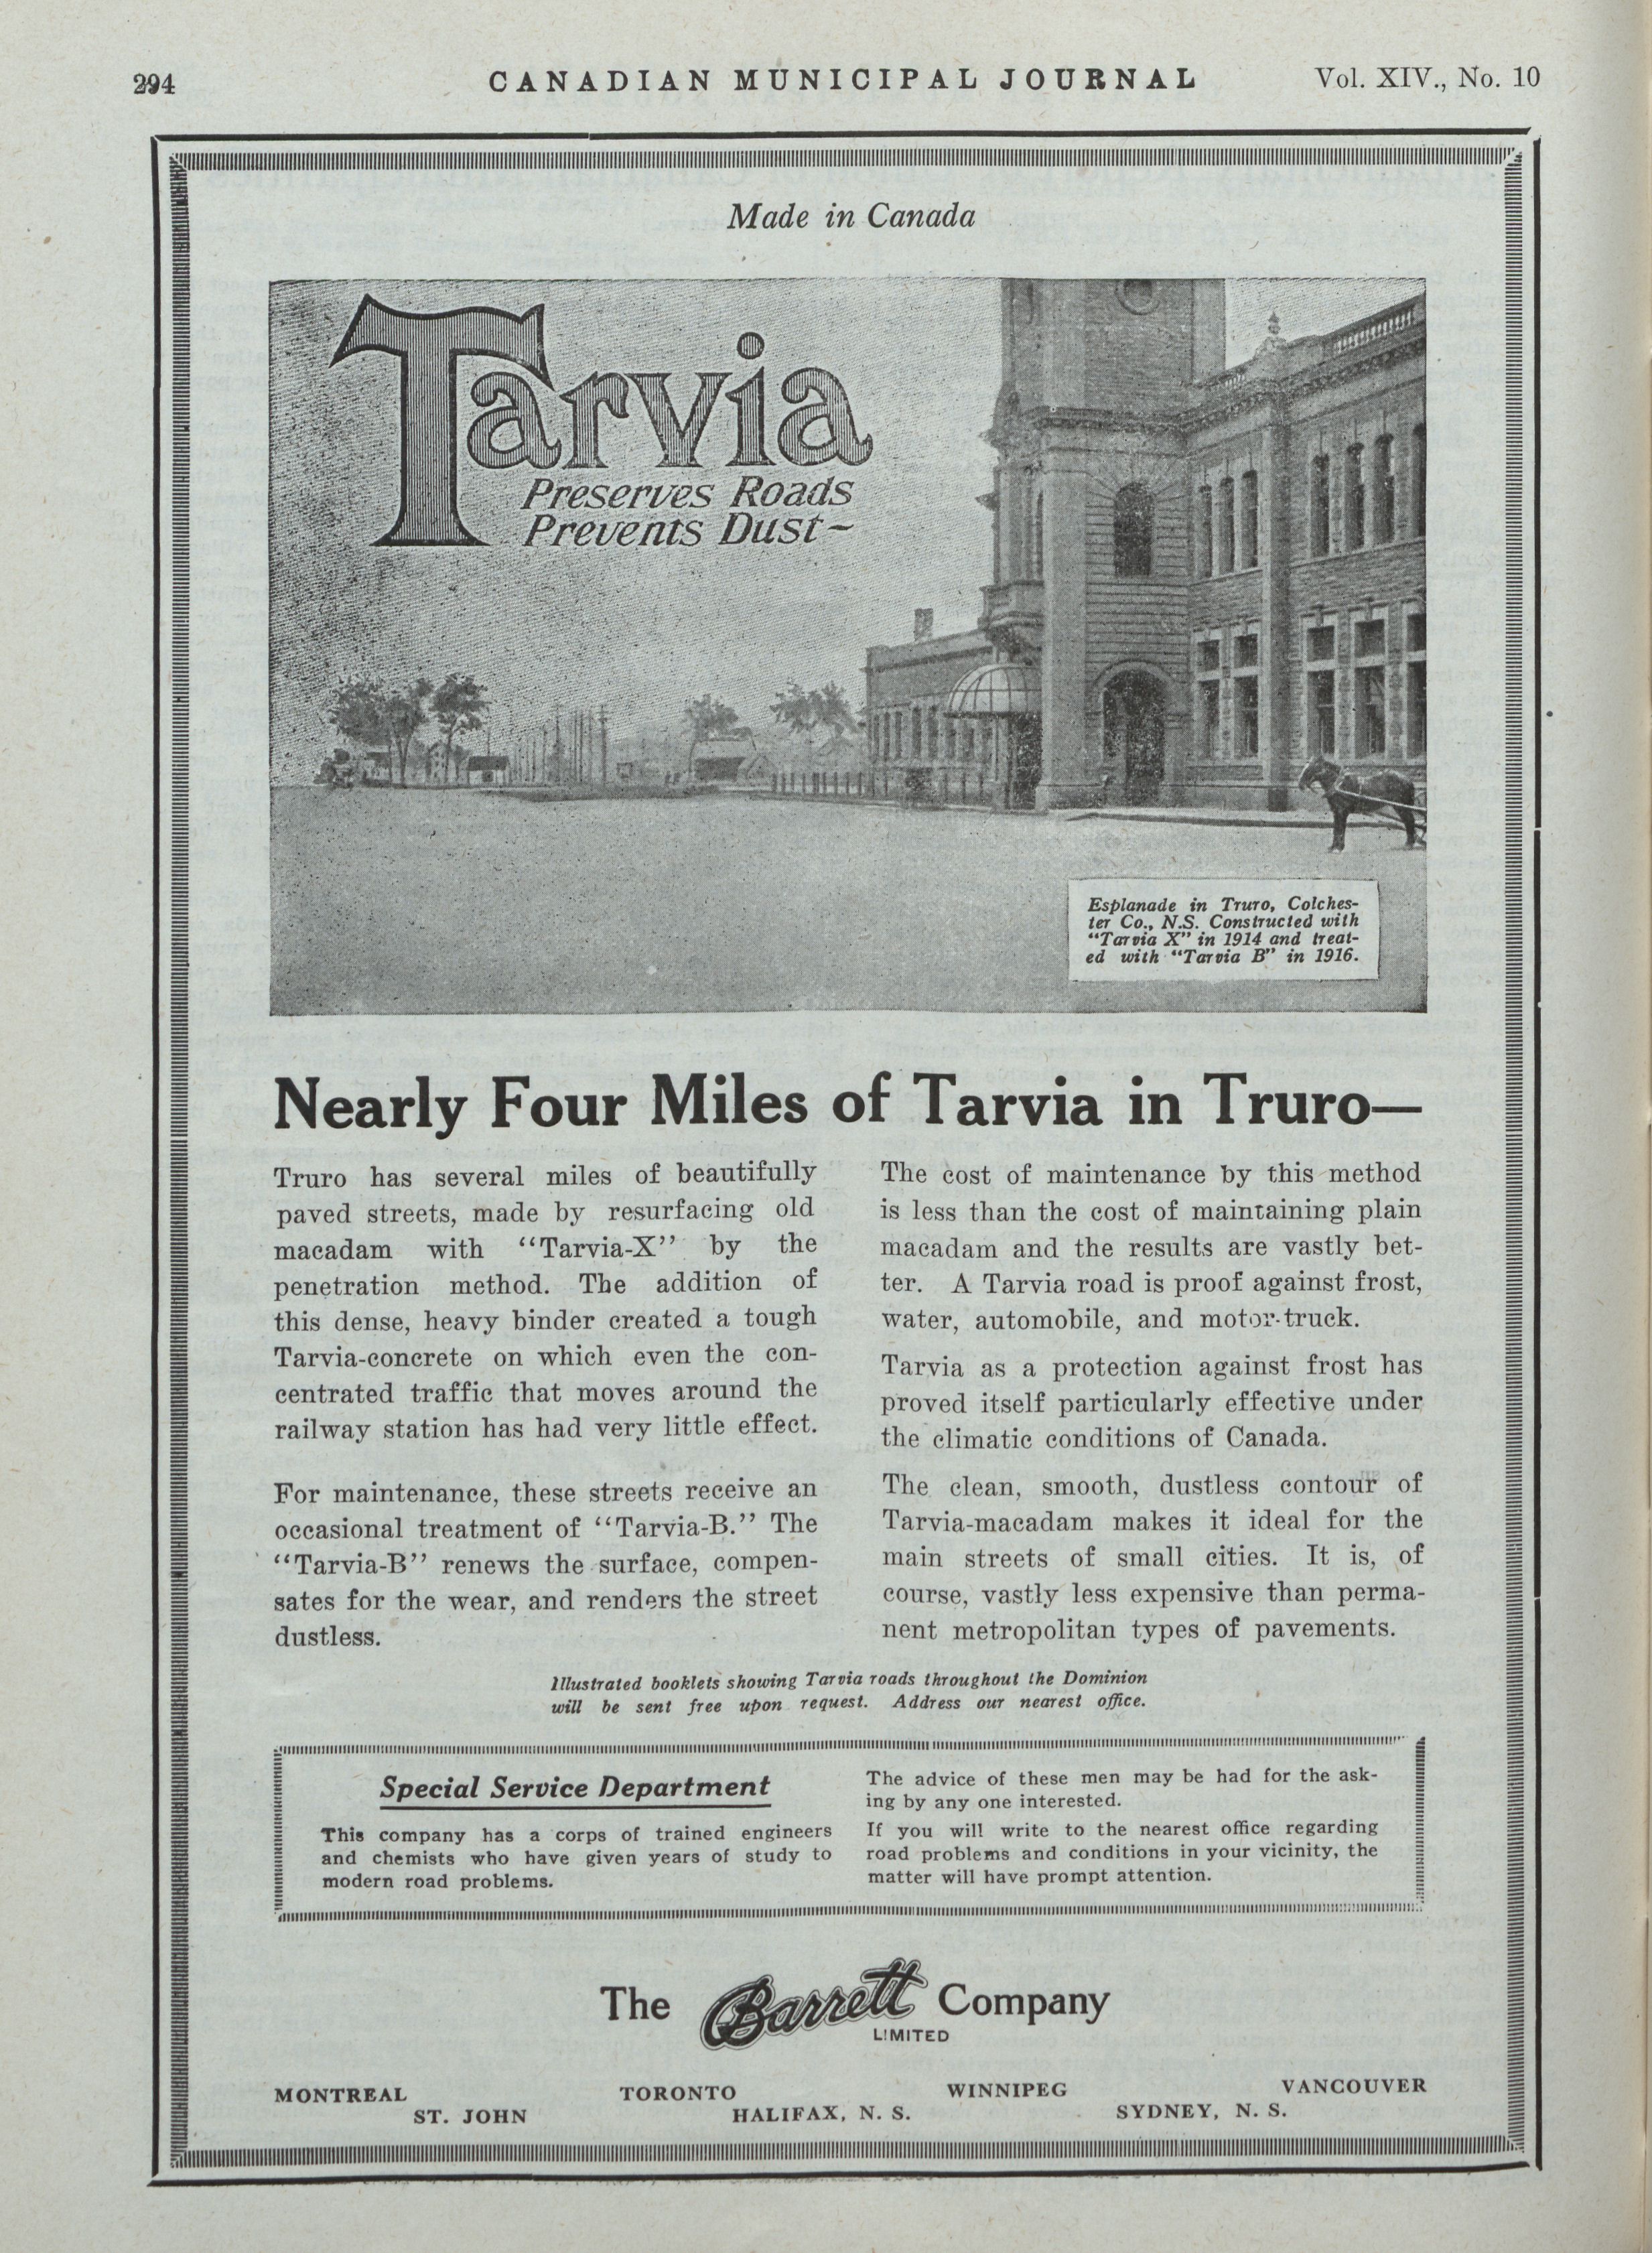 294
CANADIAN MUNICIPAL JOURNAL
Vol. XIV., No. 10
Made in Canada
Tarvia
Preserves Roads
Prevents Dust~
Esplanade in Truro, Colches-
ter Co., N.S. Constructed with
"Tarvia X" in 1914 and treat-
ed with "Tarvia B" in 1916.
Nearly Four Miles of Tarvia in Truro—
Truro has several miles of beautifully
paved streets, made by resurfacing old
macadam with "Tarvia-X" by the
penetration method. The addition of
this dense, heavy binder created a tough
Tarvia-concrete on which even the con-
centrated traffic that moves around the
railway station has had very little effect.
For maintenance, these streets receive an
occasional treatment of "Tarvia-B." The
"Tarvia-B" renews the surface, compen-
sates for the wear, and renders the street
dustless.
The cost of maintenance by this method
is less than the cost of maintaining plain
macadam and the results are vastly bet-
ter. A Tarvia road is proof against frost,
water, automobile, and motor-truck.
Tarvia as a protection against frost has
proved itself particularly effective under
the climatic conditions of Canada.
The clean, smooth, dustless contour of
Tarvia-macadam makes it ideal for the
main streets of small cities. It is, of
course, vastly less expensive than perma-
nent metropolitan types of pavements.
Illustrated booklets showing Tarvia roads throughout the Dominion
will be sent free upon request. Address our nearest office.
Special Service Department
This company has a corps of trained engineers
and chemists who have given years of study to
modern road problems.
The advice of these men may be had for the ask-
ing by any one interested.
If you will write to the nearest office regarding
road problems and conditions in your vicinity, the
matter will have prompt attention.
The Barrett Company
LIMITED
MONTREAL TORONTO WINNIPEG VANCOUVER
ST. JOHN HALIFAX, N. S. SYDNEY, N. S.